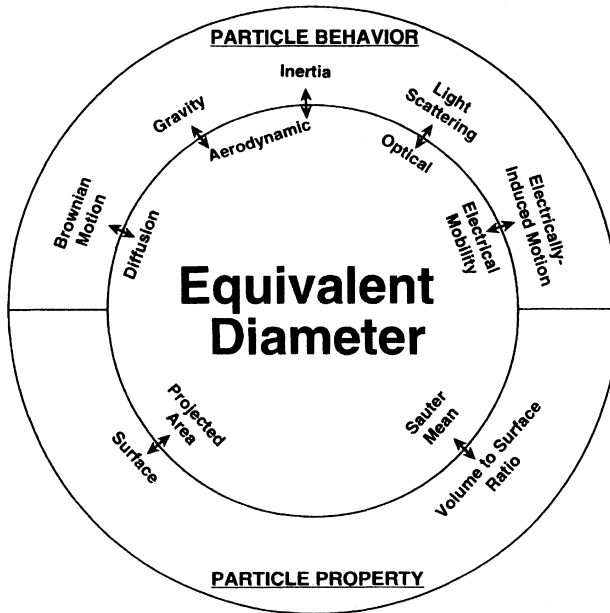 PARTICLE BEHAVIOR
Inertia
Gravity
Aerodynamic
Light
Scattering
Optical
Brownian
Motion
Diffusion
Electrical
Mobility
Electrically-
Induced Motion
Equivalent
Diameter
Projected
Area
Surface
Sauter
Mean
Volume to Surface
Ratio
PARTICLE PROPERTY